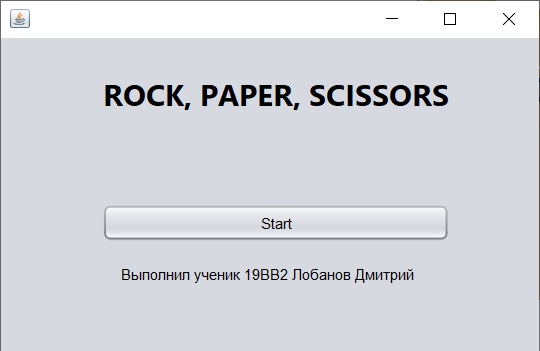 ROCK, PAPER, SCISSORS
Start
Выполнил ученик 19ВВ2 Лобанов Дмитрий